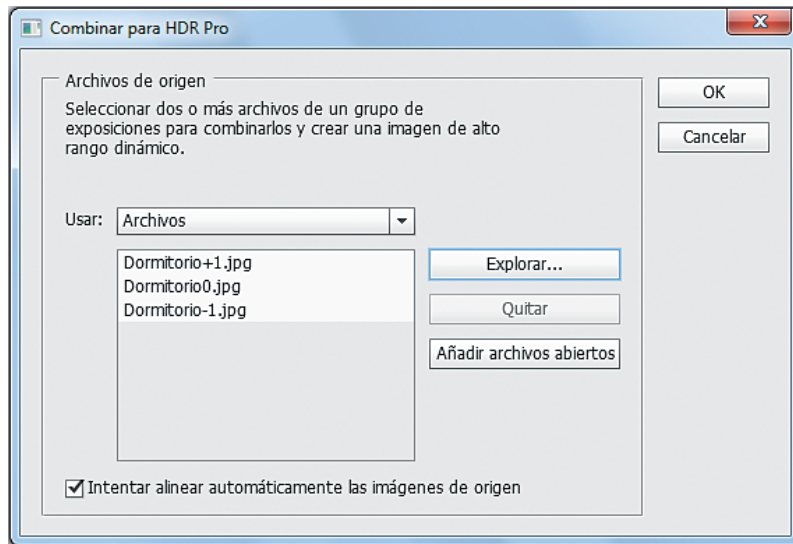 Combinar para HDR Pro
Archivos de origen
Seleccionar dos o más archivos de un grupo de
exposiciones para combinarlos y crear una imagen de alto
rango dinámico.
OK
Cancelar
Usar: Archivos
Dormitorio+1.jpg
Dormitorio0.jpg
Dormitorio-1.jpg
Explorar...
Quitar
Añadir archivos abiertos
Intentar alinear automáticamente las imágenes de origen